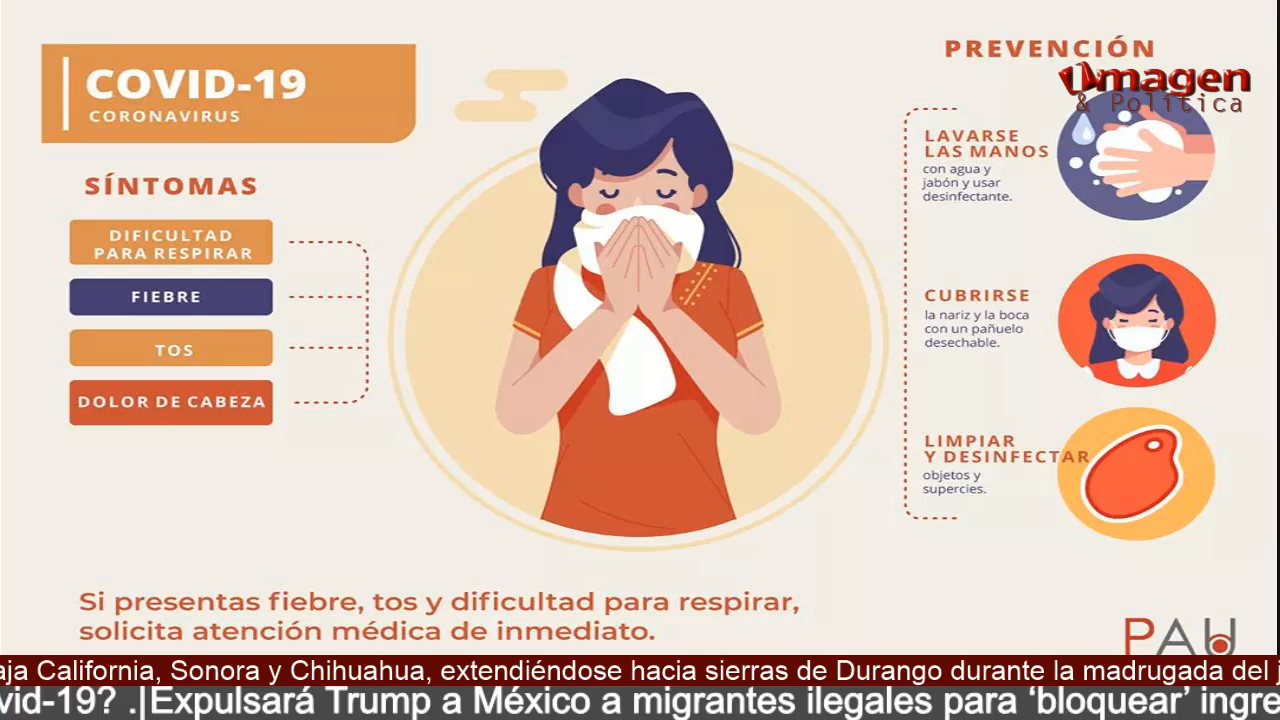 COVID-19
CORONAVIRUS
SÍNTOMAS
DIFICULTAD
PARA RESPIRAR
FIEBRE
TOS
DOLOR DE CABEZA
PREVENCIÓN
Imagen
& Política
LAVARSE
LAS MANOS
con agua y
jabón y usar
desinfectante.
CUBRIRSE
la nariz y la boca
con un pañuelo
desechable.
LIMPIAR
Y DESINFECTAR
objetos y
supercies.
Si presentas fiebre, tos y dificultad para respirar,
solicita atención médica de inmediato.
PAU
aja California, Sonora y Chihuahua, extendiéndose hacia sierras de Durango durante la madrugada del j
vid-19? .|Expulsará Trump a México a migrantes ilegales para ‘bloquear’ ingre